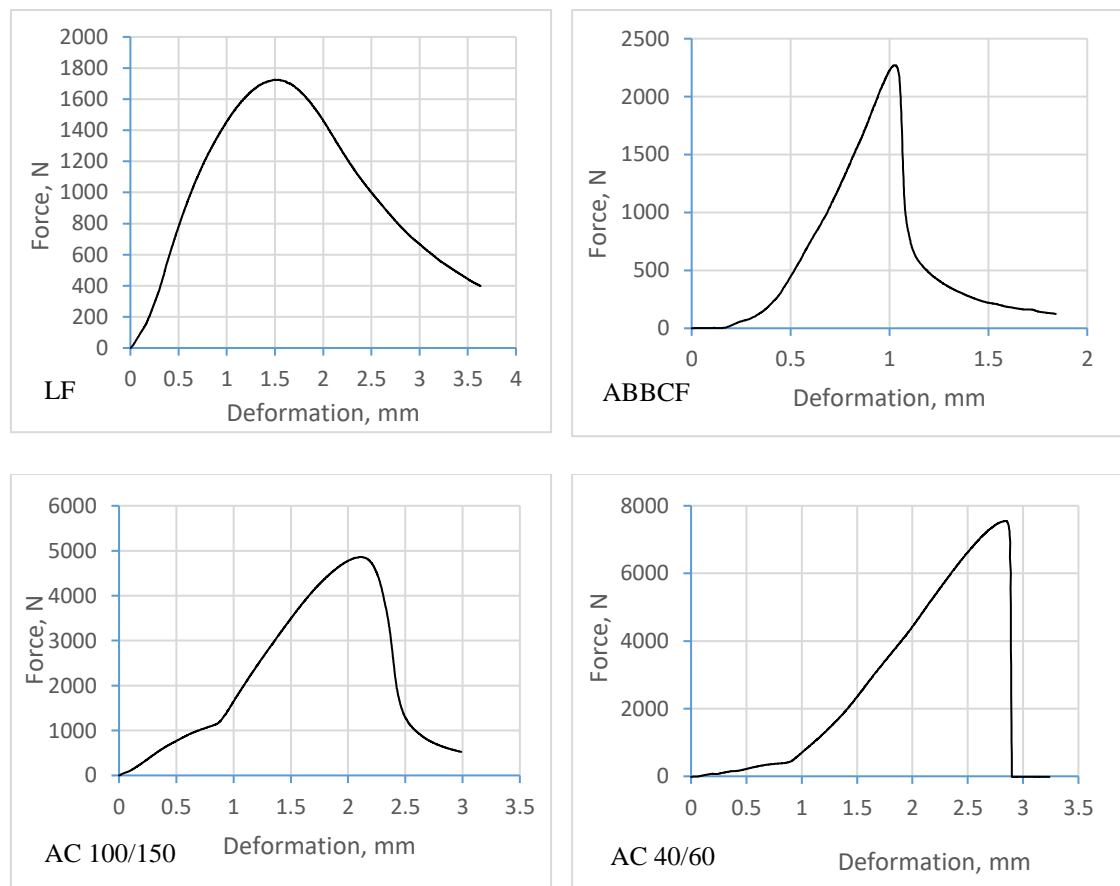 2000
1800
1600
1400
1200
1000
800
600
400
200
0
Force, N
0 0.5 1 1.5 2 2.5 3 3.5 4
Deformation, mm
LF
2500
2000
1500
1000
500
0
Force, N
0 0.5 1 1.5 2
Deformation, mm
ABBCF
6000
5000
4000
3000
2000
1000
0
Force, N
0 0.5 1 1.5 2 2.5 3 3.5
Deformation, mm
AC 100/150
8000
6000
4000
2000
0
Force, N
0 0.5 1 1.5 2 2.5 3 3.5
Deformation, mm
AC 40/60